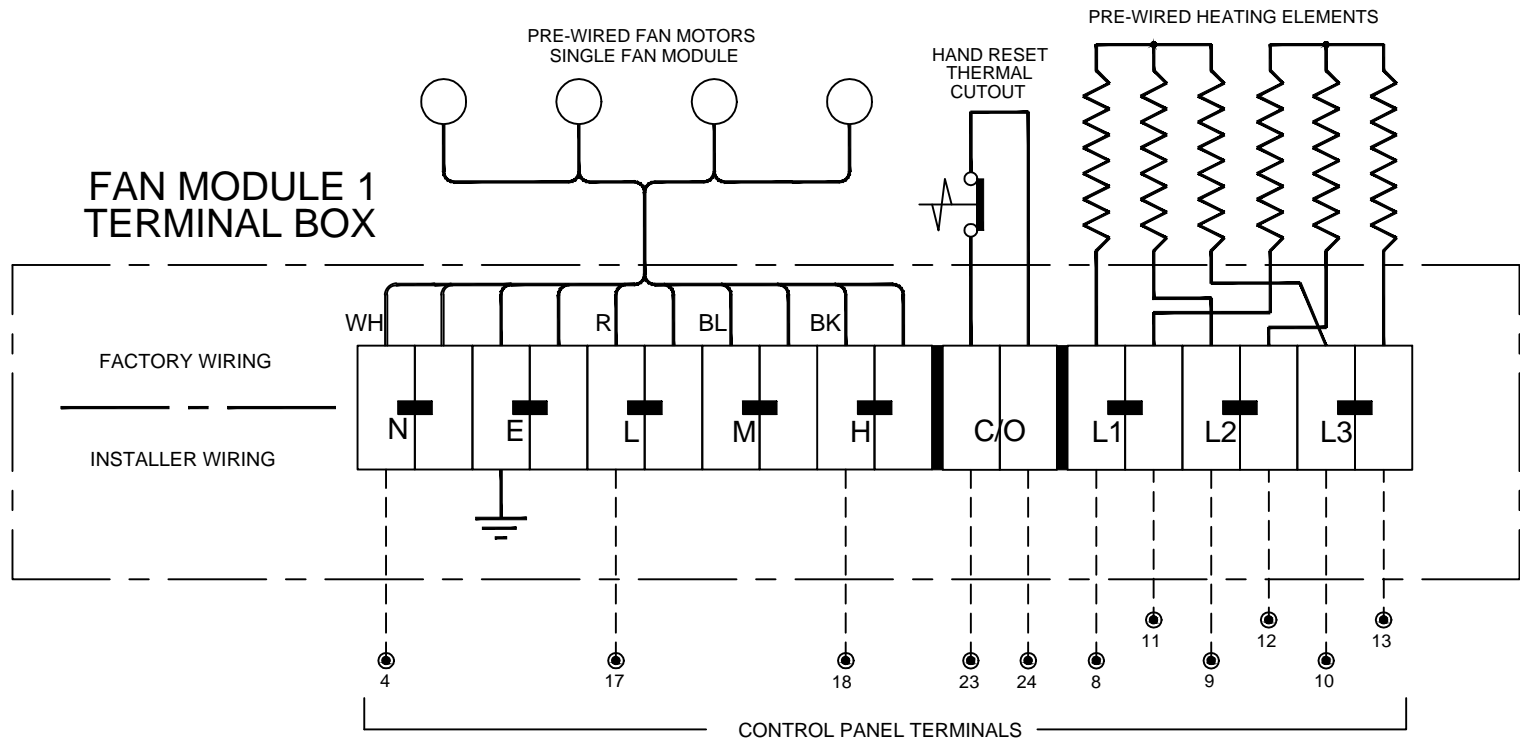 PRE-WIRED HEATING ELEMENTS
PRE-WIRED FAN MOTORS
SINGLE FAN MODULE
HAND RESET
THERMAL
CUTOUT
FAN MODULE 1
TERMINAL BOX
WH
R
BL
BK
FACTORY WIRING
INSTALLER WIRING
N
E
L
M
H
C/O
L1
L2
L3
11
12
13
4
17
18
23
24
8
9
10
CONTROL PANEL TERMINALS